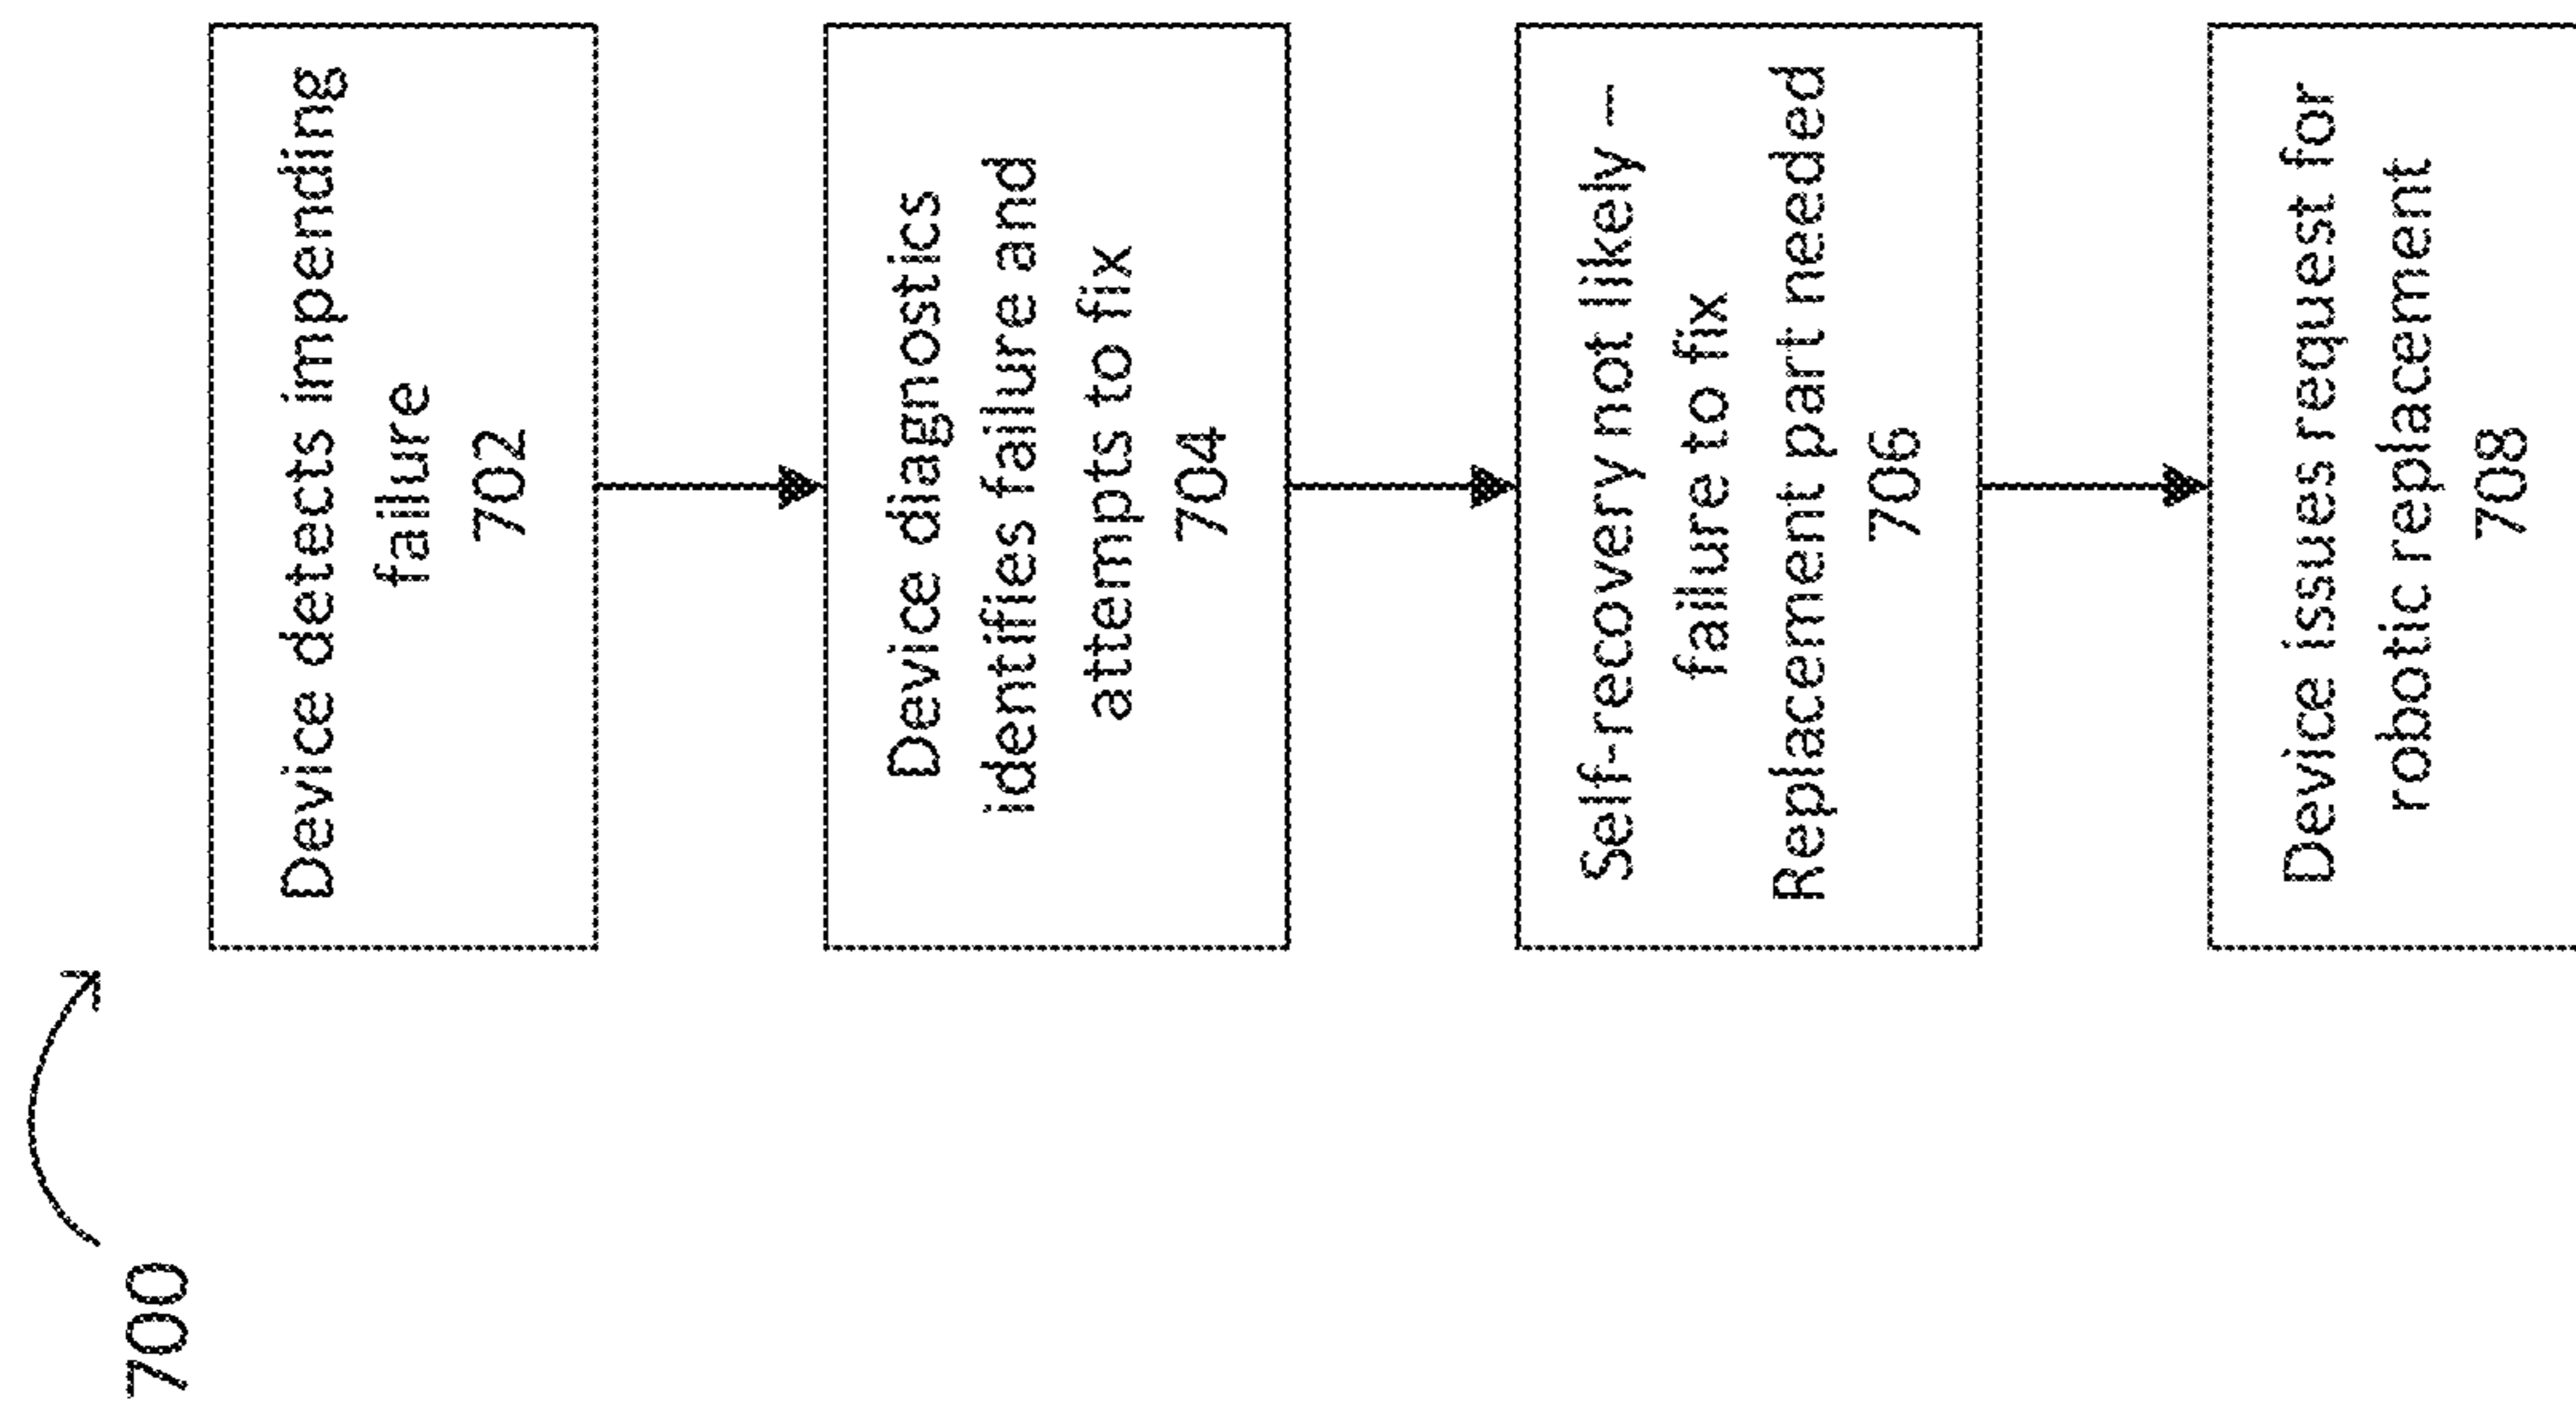 700
Device detects impending
failure
702
Device diagnostics
identifies failure and
attempts to fix
704
Self-recovery not likely –
failure to fix
Replacement part needed
706
Device issues request for
robotic replacement
708